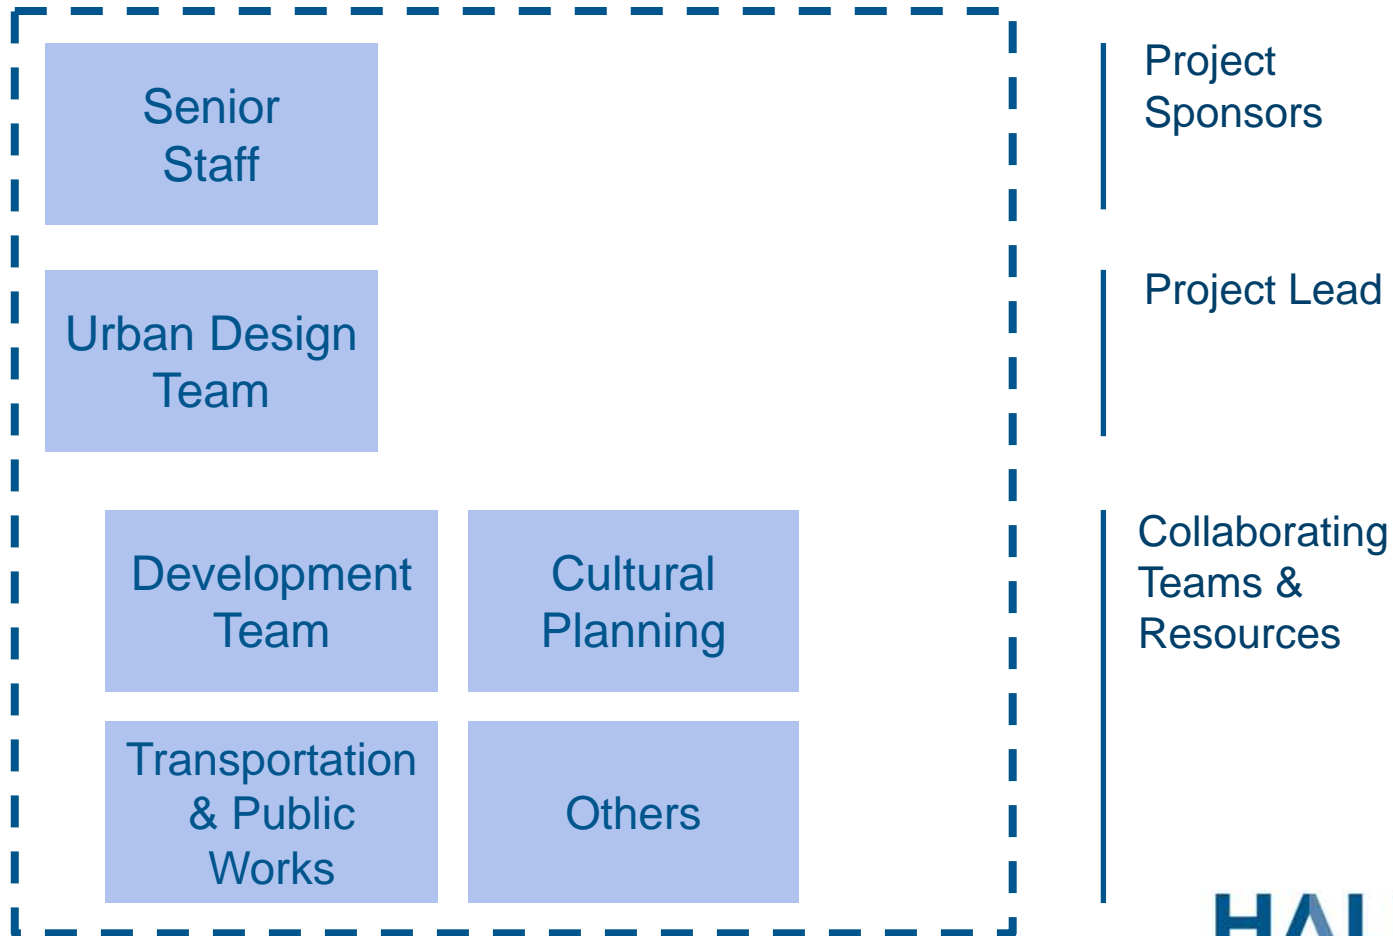 Senior
Staff
Project
Sponsors
Urban Design
Team
Project Lead
Development
Team
Cultural
Planning
Collaborating
Teams &
Resources
Transportation
& Public
Works
Others